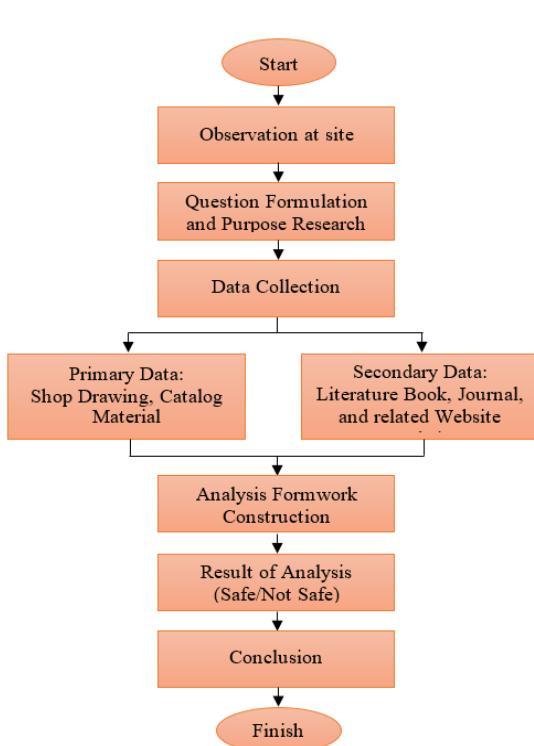 Start
Observation at site
Question Formulation
and Purpose Research
Data Collection
Primary Data:
Shop Drawing, Catalog
Material
Secondary Data:
Literature Book, Journal,
and related Website
Analysis Formwork
Construction
Result of Analysis
(Safe/Not Safe)
Conclusion
Finish